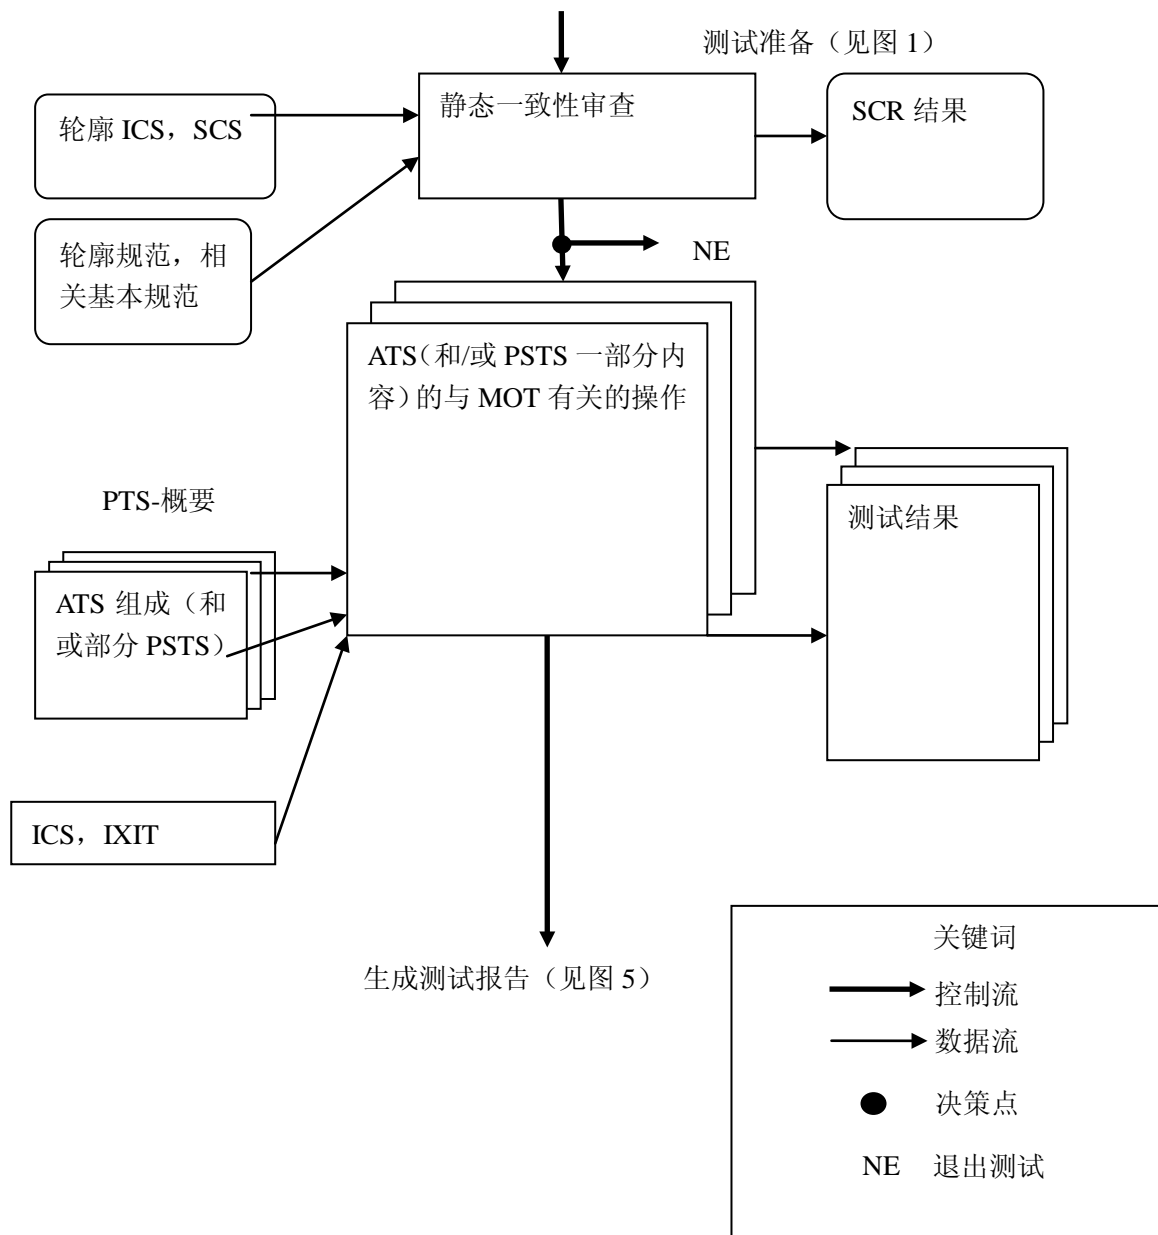 测试准备（见图 1）
静态一致性审查
轮廓 ICS，SCS
SCR 结果
轮廓规范，相
关基本规范
NE
ATS（和/或 PSTS 一部分内
容）的与 MOT 有关的操作
PTS-概要
测试结果
ATS 组成（和
或部分 PSTS）
ICS，IXIT
生成测试报告（见图 5）
关键词
控制流
数据流
决策点
NE 退出测试